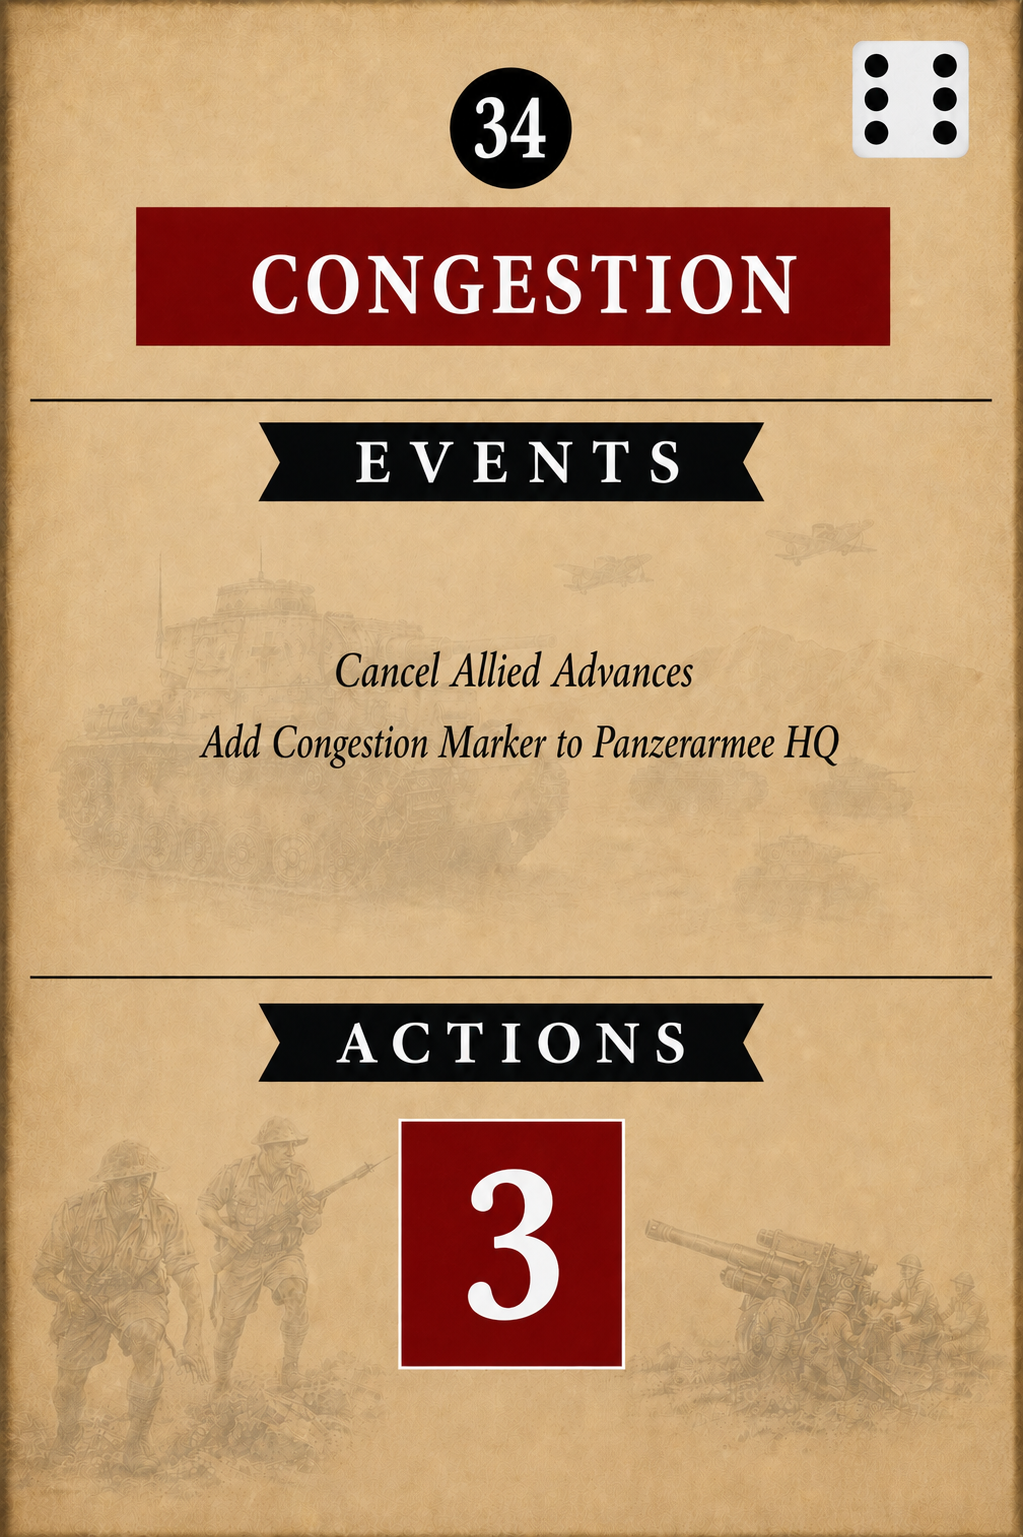 34
CONGESTION
EVENTS
Cancel Allied Advances
Add Congestion Marker to Panzerarmee HQ
ACTIONS
3